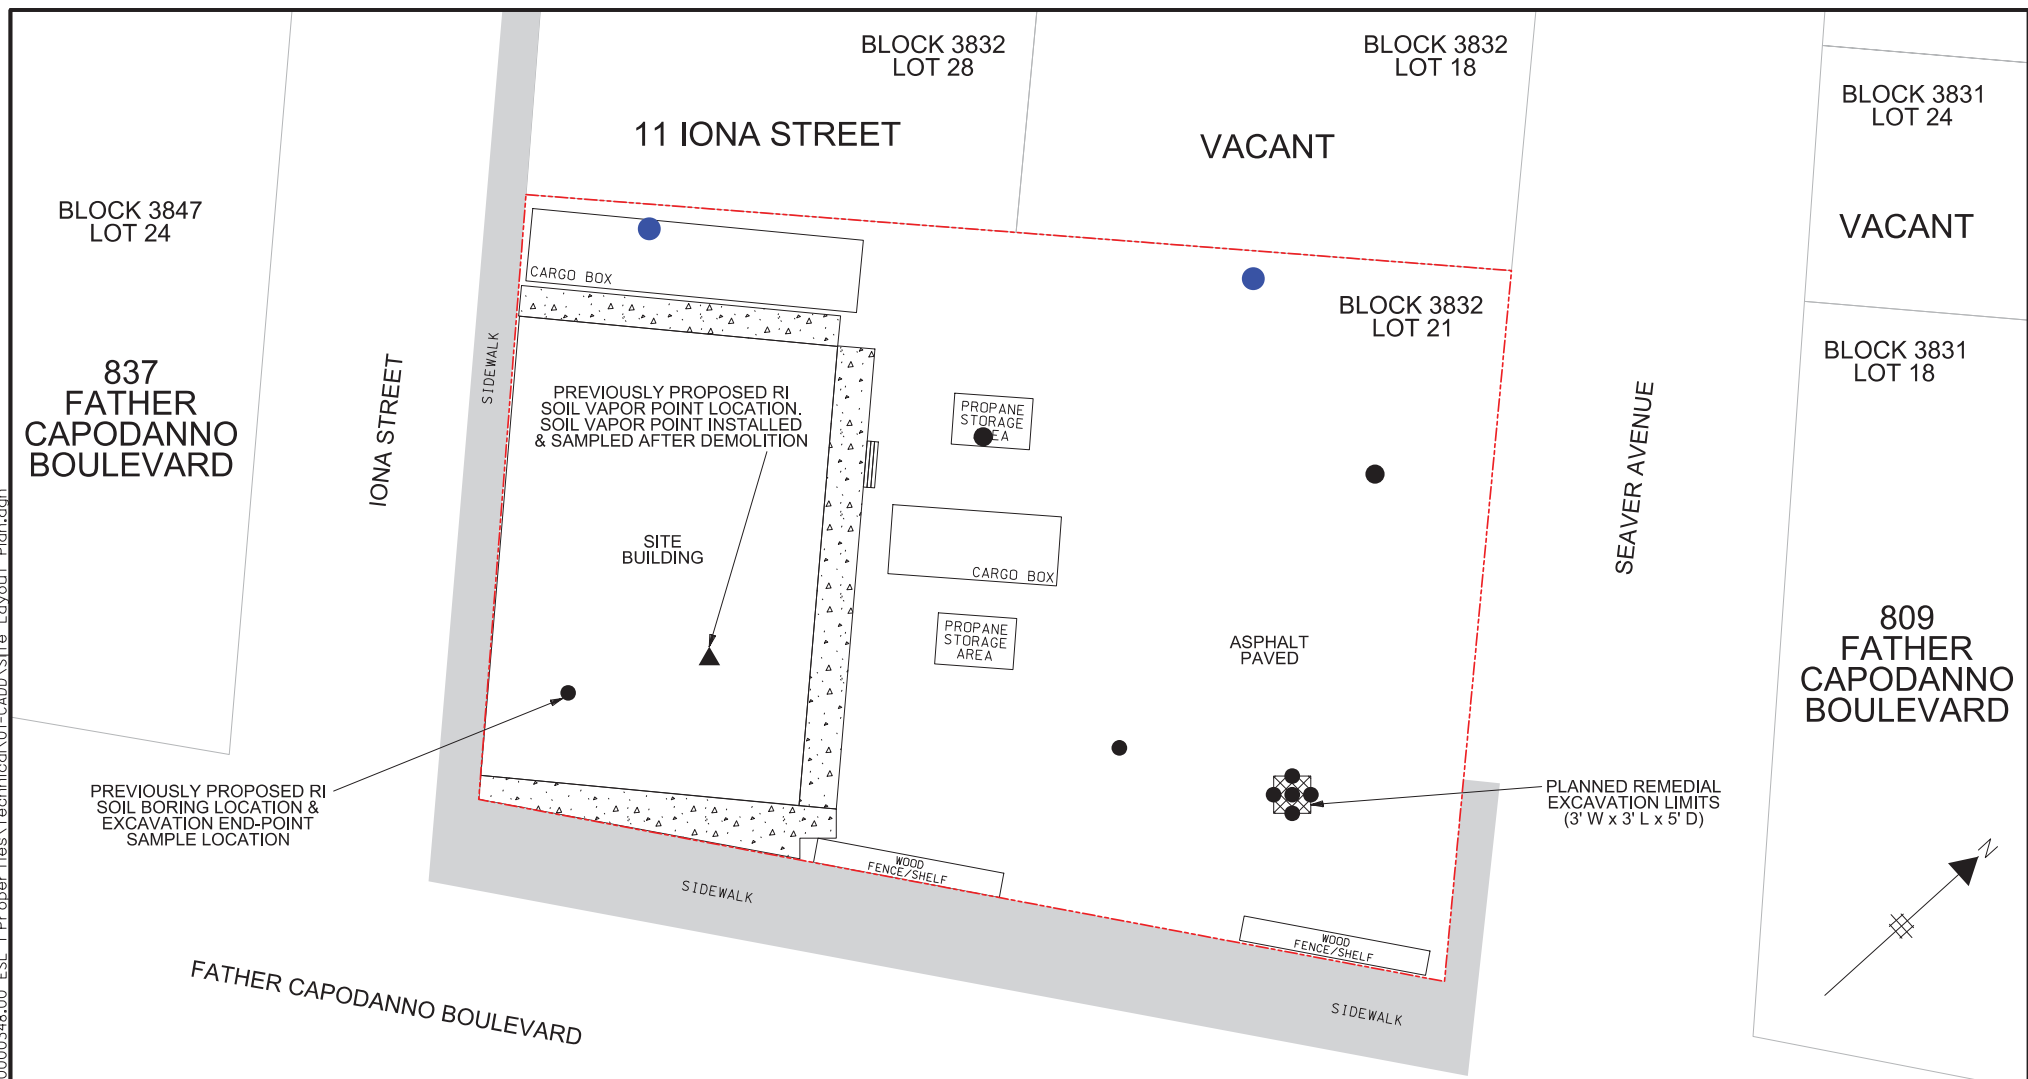 BLOCK 3832
LOT 28
BLOCK 3832
LOT 18
BLOCK 3831
LOT 24
11 IONA STREET
VACANT
VACANT
BLOCK 3847
LOT 24
837
FATHER
CAPODANNO
BOULEVARD
IONA STREET
SIDEWALK
CARGO BOX
BLOCK 3832
LOT 21
BLOCK 3831
LOT 18
PREVIOUSLY PROPOSED RI
SOIL VAPOR POINT LOCATION.
SOIL VAPOR POINT INSTALLED
& SAMPLED AFTER DEMOLITION
PROPANE
STORAGE
SITE
BUILDING
CARGO BOX
PROPANE
STORAGE
AREA
ASPHALT
PAVED
SEAVER AVENUE
809
FATHER
CAPODANNO
BOULEVARD
PREVIOUSLY PROPOSED RI
SOIL BORING LOCATION &
EXCAVATION END-POINT
SAMPLE LOCATION
PLANNED REMEDIAL
EXCAVATION LIMITS
(3' W x 3' L x 5' D)
WOOD
FENCE/SHELF
WOOD
FENCE/SHELF
SIDEWALK
SIDEWALK
FATHER CAPODANNO BOULEVARD
N